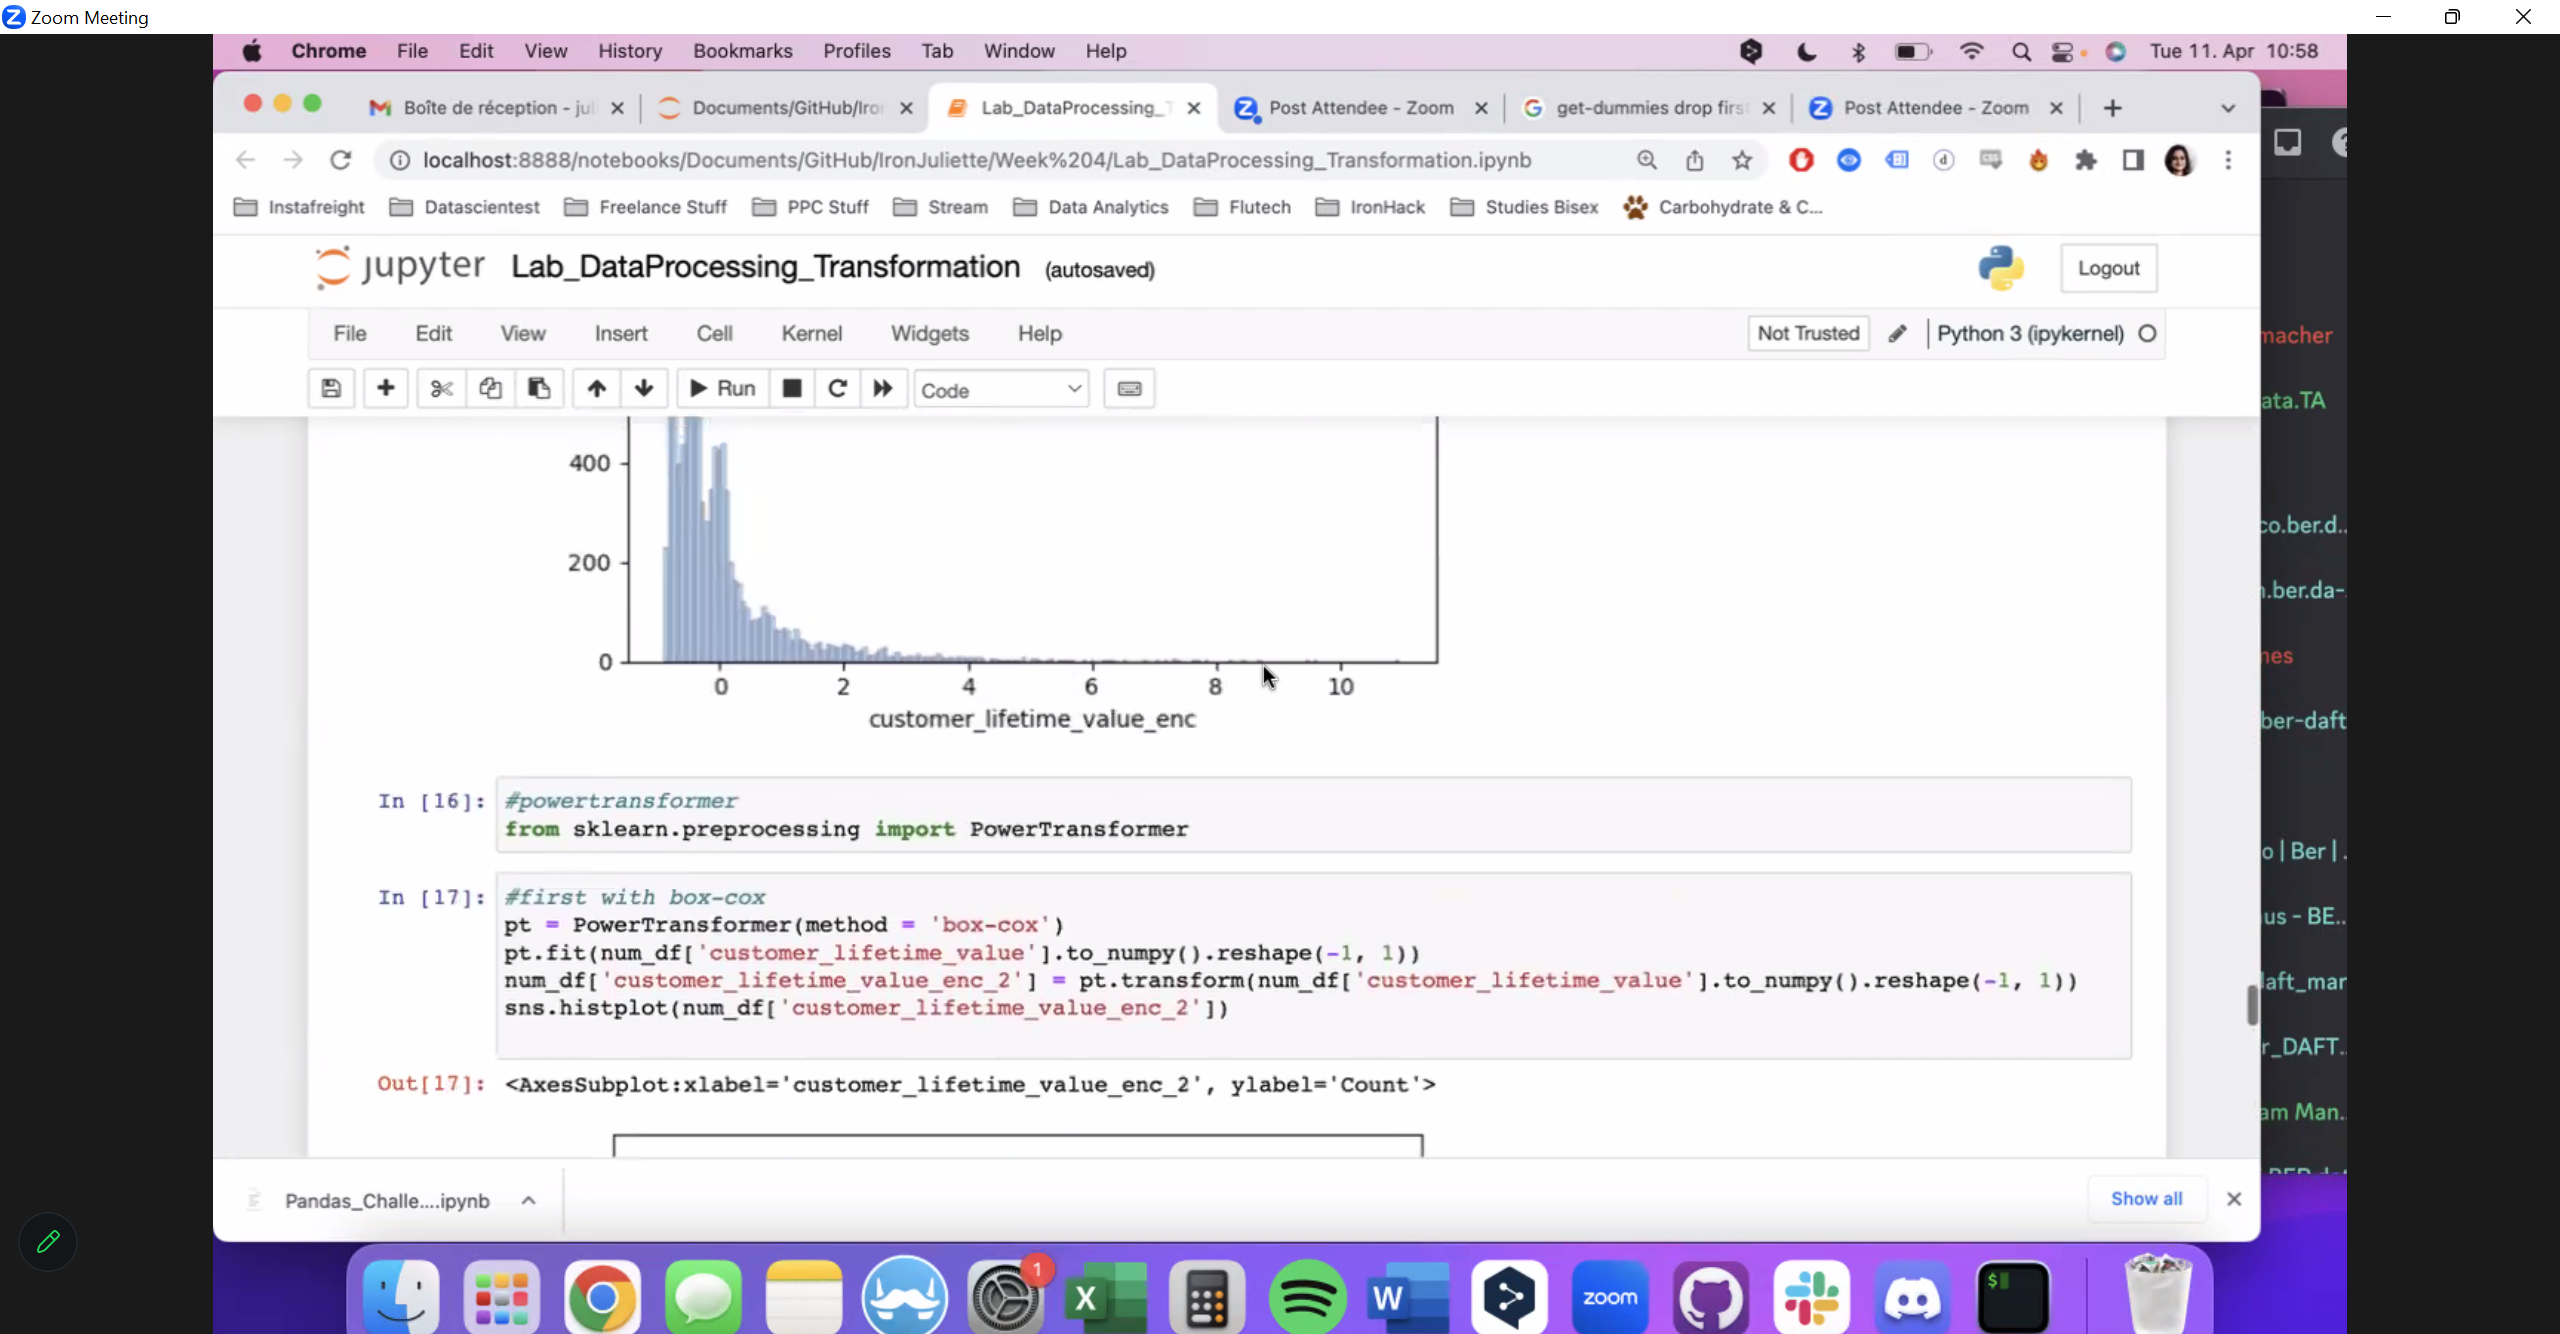 Zoom Meeting
Chrome File Edit View History Bookmarks Profiles Tab Window Help Tue 11. Apr 10:58
Boîte de réception - jul Documents/GitHub/Iron Lab_DataProcessing_T Post Attendee - Zoom get-dummies drop first Post Attendee - Zoom
localhost:8888/notebooks/Documents/GitHub/IronJuliette/Week%204/Lab_DataProcessing_Transformation.ipynb
Instafreight Datascientest Freelance Stuff PPC Stuff Stream Data Analytics Flutech IronHack Studies Bisex Carbohydrate & C...
jupyter Lab_DataProcessing_Transformation (autosaved) Logout
File Edit View Insert Cell Kernel Widgets Help Not Trusted Python 3 (ipykernel)
Run Code
macher
ata.TA
co.ber.d..
ber.da-
nes
ber-daft
o | Ber |
us - BE..
daft_mar
r_DAFT.
am Man..
400
200
0
0 2 4 6 8 10
customer_lifetime_value_enc
In [16]: #powertransformer
from sklearn.preprocessing import PowerTransformer
In [17]: #first with box-cox
pt = PowerTransformer(method = 'box-cox')
pt.fit(num_df['customer_lifetime_value'].to_numpy().reshape(-1, 1))
num_df['customer_lifetime_value_enc_2'] = pt.transform(num_df['customer_lifetime_value'].to_numpy().reshape(-1, 1))
sns.histplot(num_df['customer_lifetime_value_enc_2'])
Out[17]: <AxesSubplot:xlabel='customer_lifetime_value_enc_2', ylabel='Count'>
Pandas_Challe....ipynb Show all
1
X W zoom $